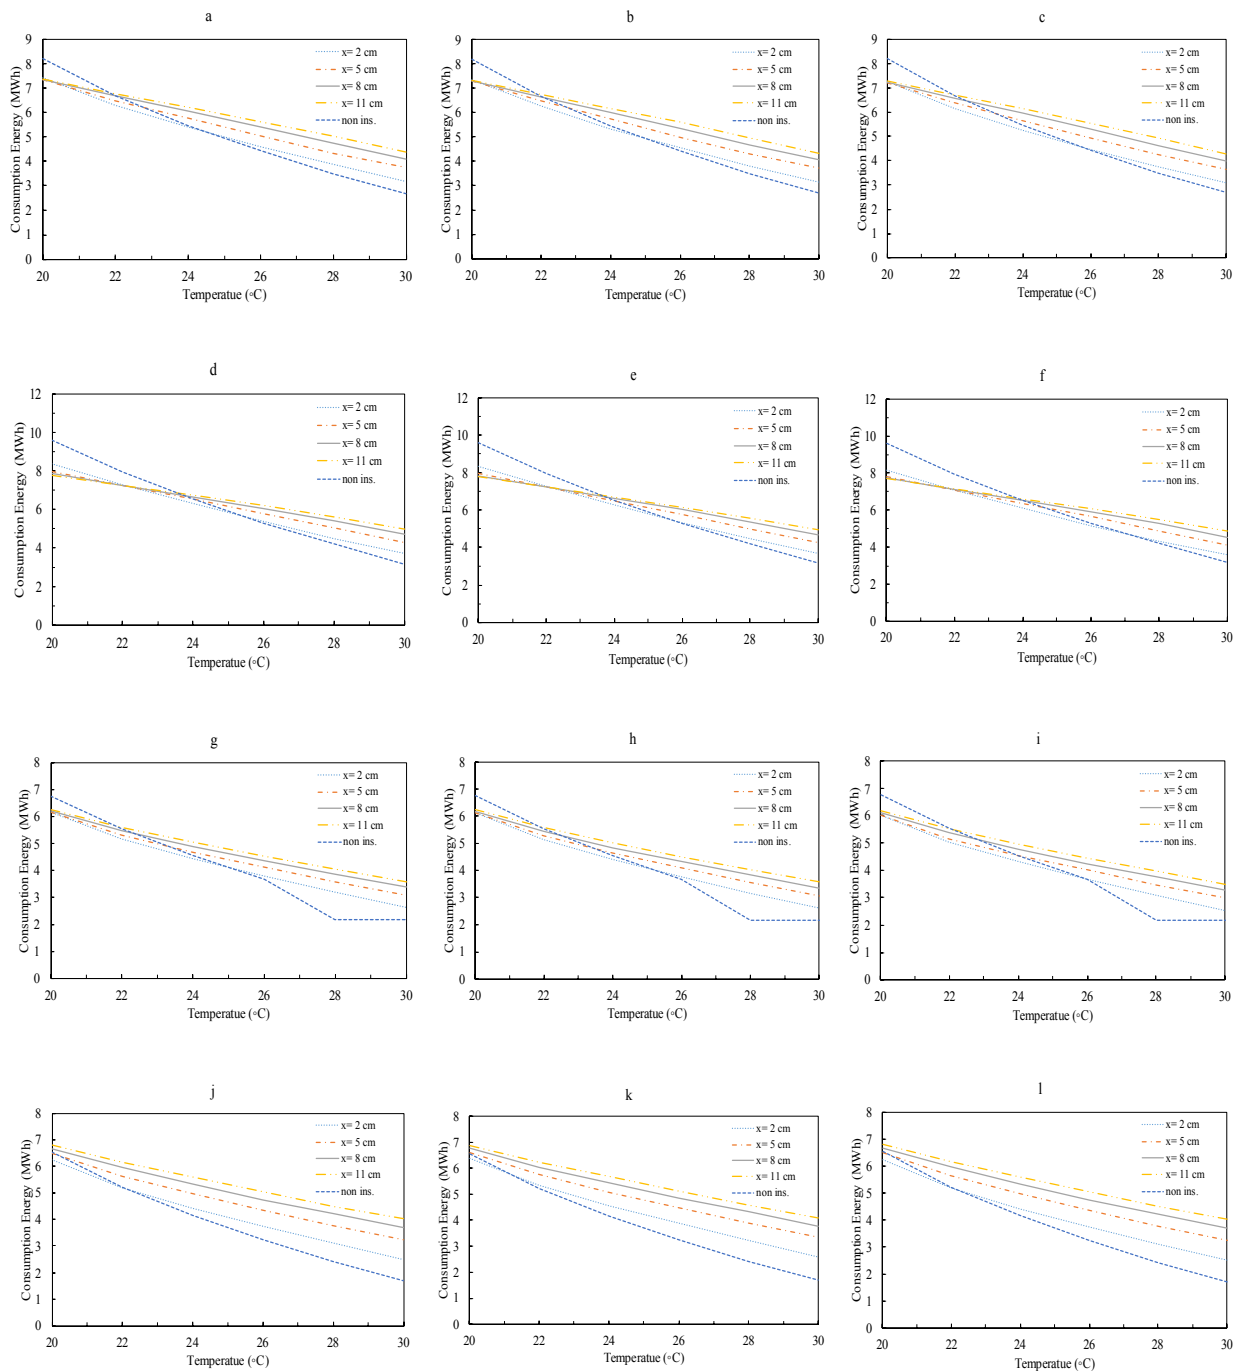 a
Consumption Energy (MWh)
9
8
7
6
5
4
3
2
1
0
x= 2 cm
x= 5 cm
x= 8 cm
x= 11 cm
non ins.
20 22 24 26 28 30
Temperatue (◦C)
b
Consumption Energy (MWh)
9
8
7
6
5
4
3
2
1
0
x= 2 cm
x= 5 cm
x= 8 cm
x= 11 cm
non ins.
20 22 24 26 28 30
Temperatue (◦C)
c
Consumption Energy (MWh)
9
8
7
6
5
4
3
2
1
0
x= 2 cm
x= 5 cm
x= 8 cm
x= 11 cm
non ins.
20 22 24 26 28 30
Temperatue (◦C)
d
Consumption Energy (MWh)
12
10
8
6
4
2
0
x= 2 cm
x= 5 cm
x= 8 cm
x= 11 cm
non ins.
20 22 24 26 28 30
Temperatue (◦C)
e
Consumption Energy (MWh)
12
10
8
6
4
2
0
x= 2 cm
x= 5 cm
x= 8 cm
x= 11 cm
non ins.
20 22 24 26 28 30
Temperatue (◦C)
f
Consumption Energy (MWh)
12
10
8
6
4
2
0
x= 2 cm
x= 5 cm
x= 8 cm
x= 11 cm
non ins.
20 22 24 26 28 30
Temperatue (◦C)
g
Consumption Energy (MWh)
8
7
6
5
4
3
2
1
0
x= 2 cm
x= 5 cm
x= 8 cm
x= 11 cm
non ins.
20 22 24 26 28 30
Temperatue (◦C)
h
Consumption Energy (MWh)
8
7
6
5
4
3
2
1
0
x= 2 cm
x= 5 cm
x= 8 cm
x= 11 cm
non ins.
20 22 24 26 28 30
Temperatue (◦C)
i
Consumption Energy (MWh)
8
7
6
5
4
3
2
1
0
x= 2 cm
x= 5 cm
x= 8 cm
x= 11 cm
non ins.
20 22 24 26 28 30
Temperatue (◦C)
j
Consumption Energy (MWh)
8
7
6
5
4
3
2
1
0
x= 2 cm
x= 5 cm
x= 8 cm
x= 11 cm
non ins.
20 22 24 26 28 30
Temperatue (◦C)
k
Consumption Energy (MWh)
8
7
6
5
4
3
2
1
0
x= 2 cm
x= 5 cm
x= 8 cm
x= 11 cm
non ins.
20 22 24 26 28 30
Temperatue (◦C)
l
Consumption Energy (MWh)
8
7
6
5
4
3
2
1
0
x= 2 cm
x= 5 cm
x= 8 cm
x= 11 cm
non ins.
20 22 24 26 28 30
Temperatue (◦C)